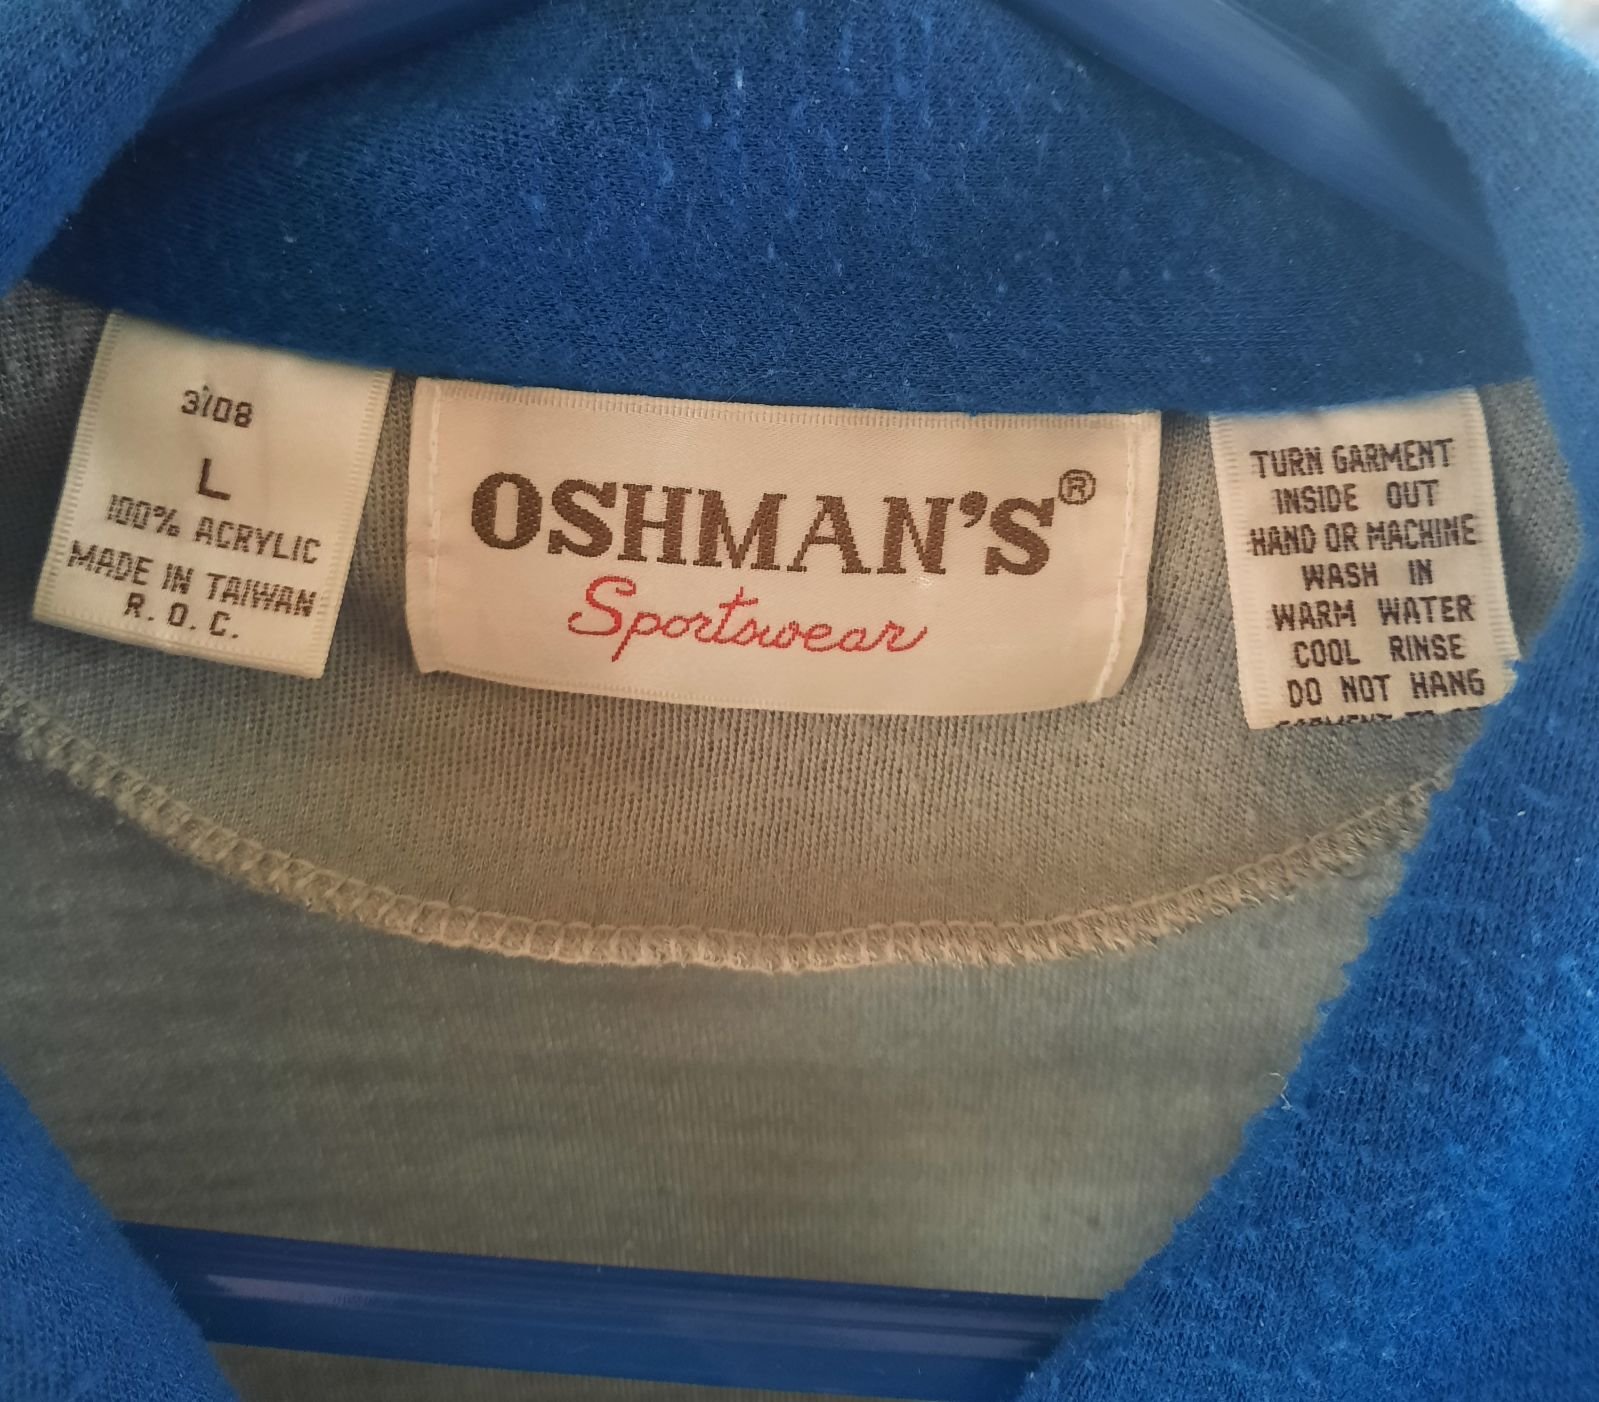 3708
L
100% ACRYLIC
MADE IN TAIWAN
R.O.C.
OSHMAN'S®
Sportswear
TURN GARMENT
INSIDE OUT
HAND OR MACHINE
WASH IN
WARM WATER
COOL RINSE
DO NOT HANG